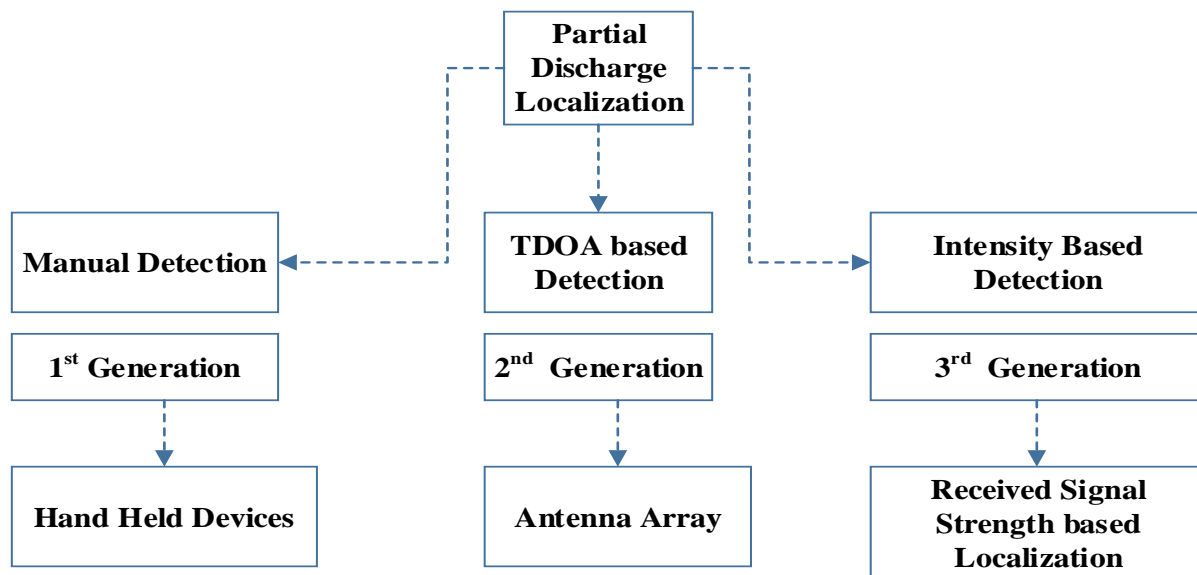 Partial
Discharge
Localization
Manual Detection
TDOA based
Detection
Intensity Based
Detection
1st Generation
2nd Generation
3rd Generation
Hand Held Devices
Antenna Array
Received Signal
Strength based
Localization